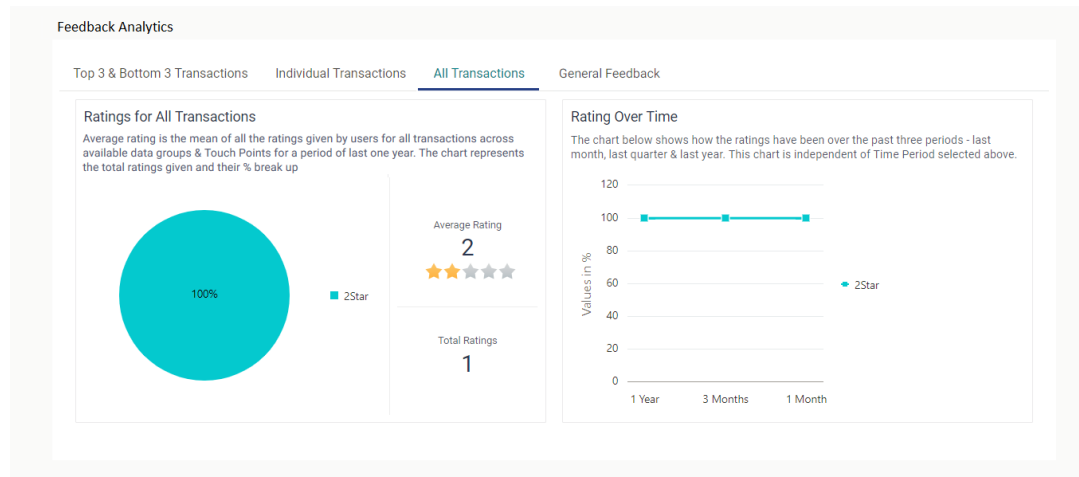 Feedback Analytics
Top 3 & Bottom 3 Transactions
Individual Transactions
All Transactions
General Feedback
Ratings for All Transactions
Average rating is the mean of all the ratings given by users for all transactions across
available data groups & Touch Points for a period of last one year. The chart represents
the total ratings given and their % break up
100%
2Star
Average Rating
2
Total Ratings
1
Rating Over Time
The chart below shows how the ratings have been over the past three periods - last
month, last quarter & last year. This chart is independent of Time Period selected above.
Values in %
120
100
80
60
40
20
0
1 Year
3 Months
1 Month
2Star